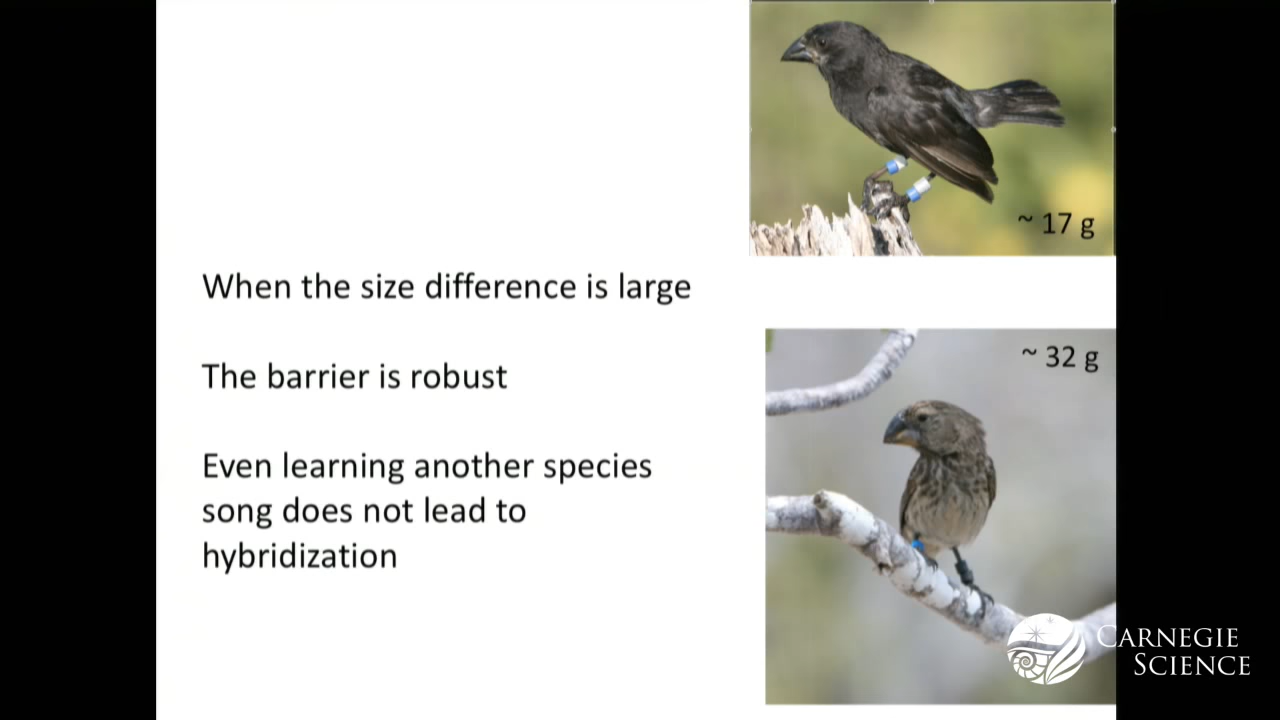 ~ 17 g
When the size difference is large
~ 32 g
The barrier is robust
Even learning another species
song does not lead to
hybridization
CARNEGIE
SCIENCE